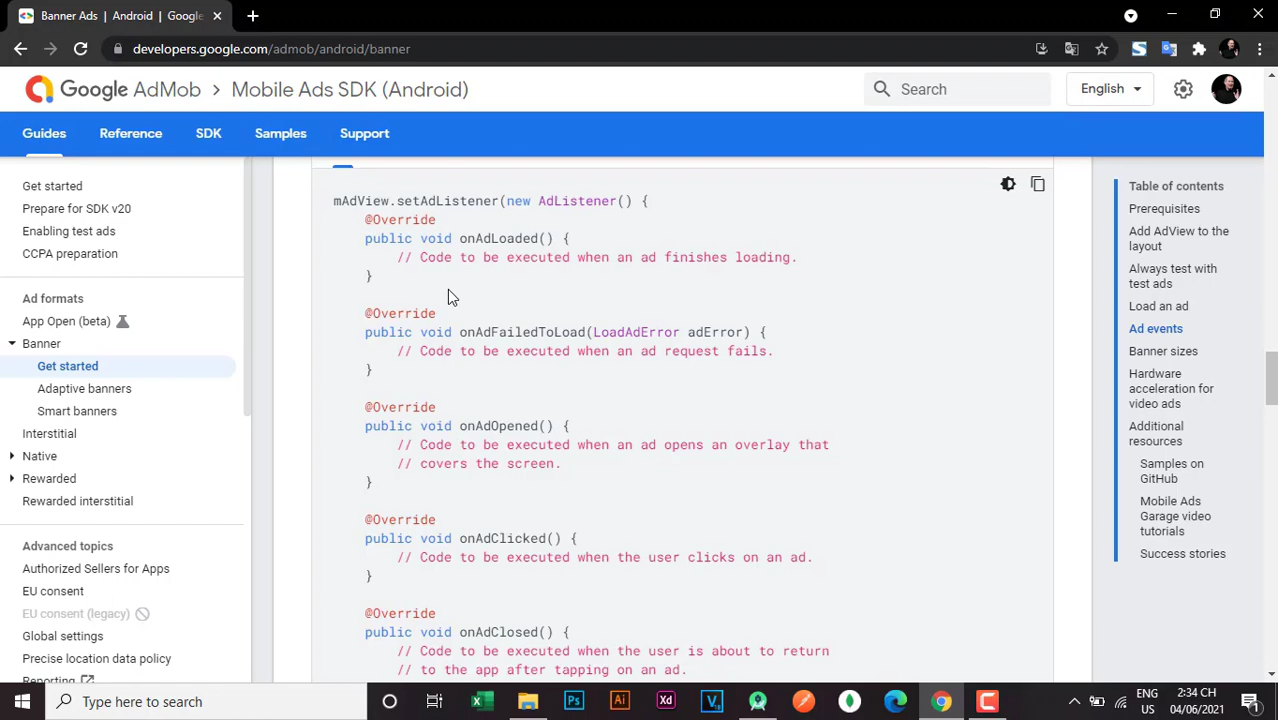 Banner Ads | Android | Google
developers.google.com/admob/android/banner
Google AdMob > Mobile Ads SDK (Android)
Search
English
Guides
Reference
SDK
Samples
Support
Get started
Prepare for SDK v20
Enabling test ads
CCPA preparation
Ad formats
App Open (beta)
Banner
Get started
Adaptive banners
Smart banners
Interstitial
Native
Rewarded
Rewarded interstitial
Advanced topics
Authorized Sellers for Apps
EU consent
EU consent (legacy)
Global settings
Precise location data policy
Reporting
mAdView.setAdListener(new AdListener() {
@Override
public void onAdLoaded() {
// Code to be executed when an ad finishes loading.
}
@Override
public void onAdFailedToLoad(LoadAdError adError) {
// Code to be executed when an ad request fails.
}
@Override
public void onAdOpened() {
// Code to be executed when an ad opens an overlay that
// covers the screen.
}
@Override
public void onAdClicked() {
// Code to be executed when the user clicks on an ad.
}
@Override
public void onAdClosed() {
// Code to be executed when the user is about to return
// to the app after tapping on an ad.
Table of contents
Prerequisites
Add AdView to the
layout
Always test with
test ads
Load an ad
Ad events
Banner sizes
Hardware
acceleration for
video ads
Additional
resources
Samples on
GitHub
Mobile Ads
Garage video
tutorials
Success stories
Type here to search
Ps
Ai
Xd
ENG
US
2:34 CH
04/06/2021
1